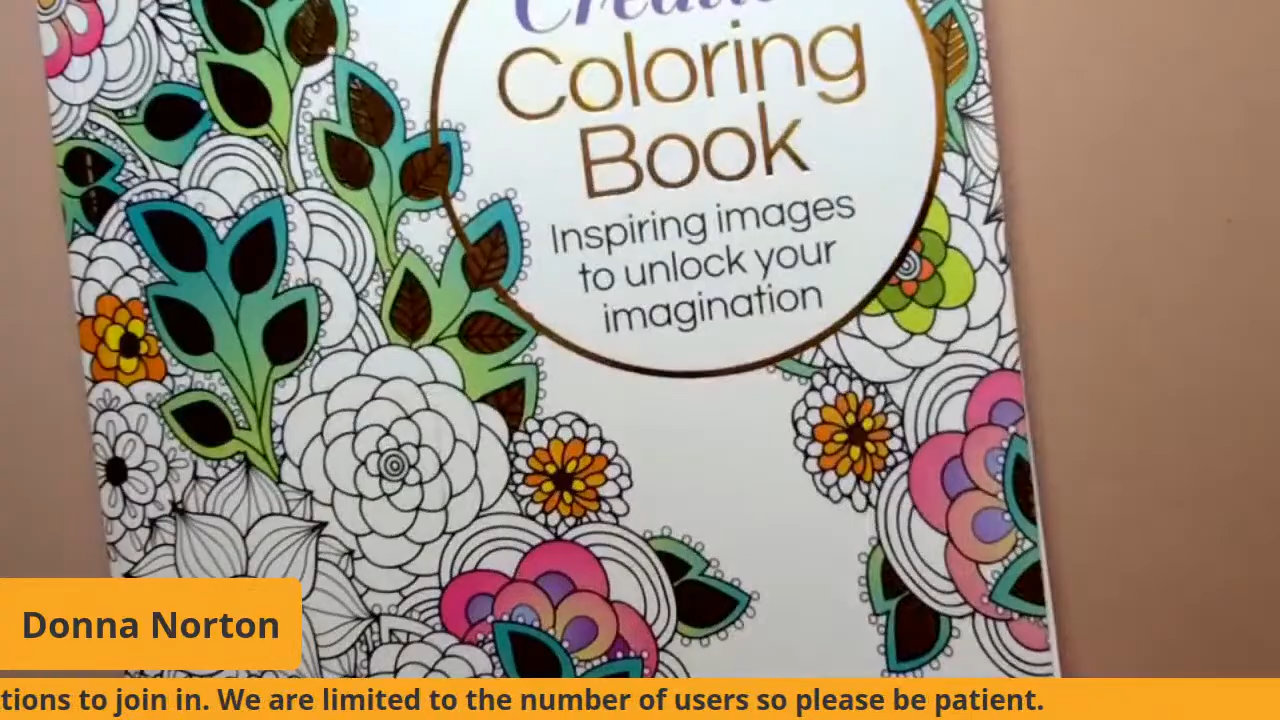 Coloring
Book
Inspiring images
to unlock your
imagination
Donna Norton
tions to join in. We are limited to the number of users so please be patient.